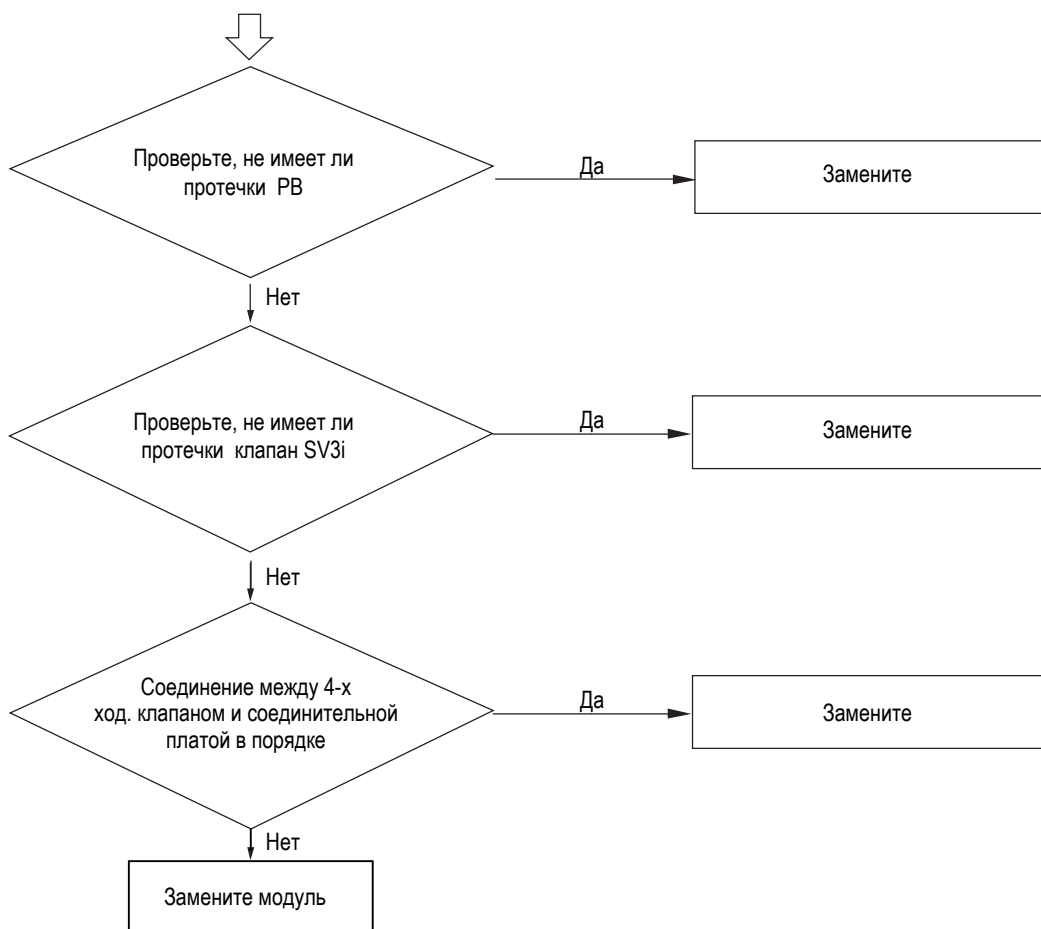 Проверьте, не имеет ли
протечки РВ
Да
Замените
Нет
Проверьте, не имеет ли
протечки клапан SV3i
Да
Замените
Нет
Соединение между 4-х
ход. клапаном и соединительной
платой в порядке
Да
Замените
Нет
Замените модуль